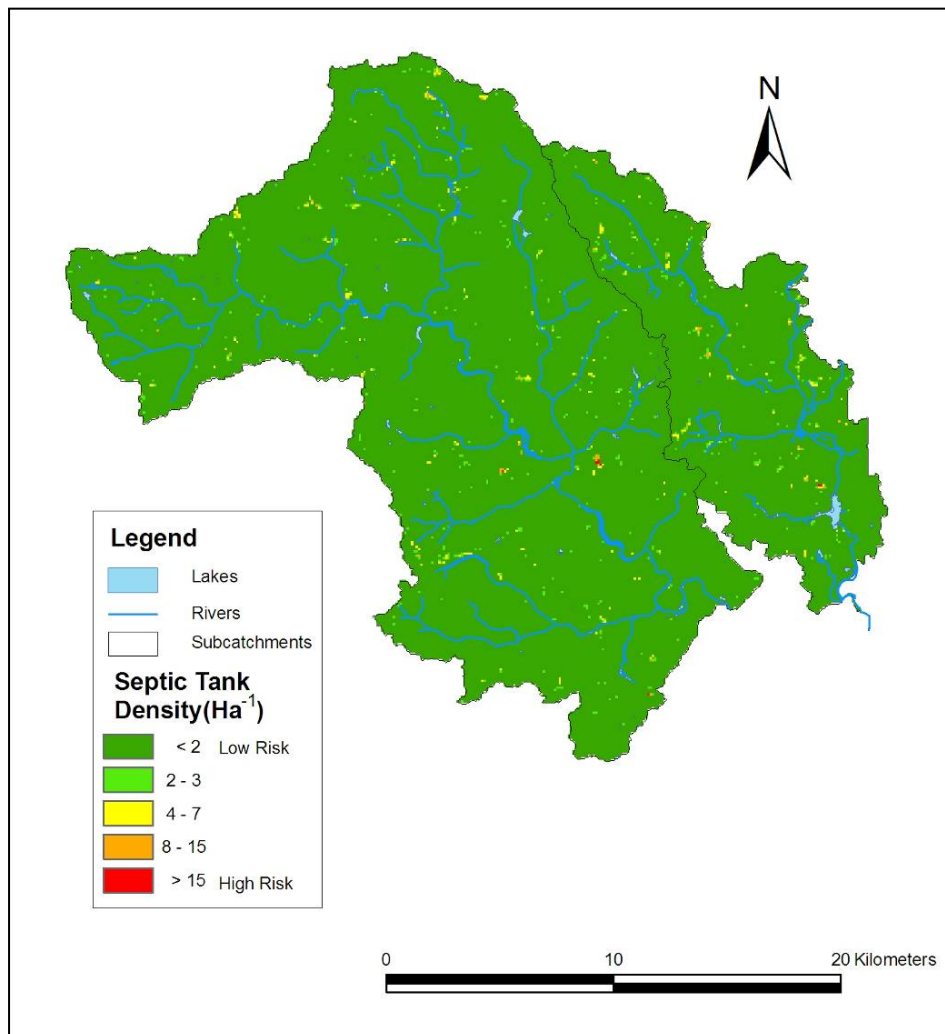 N
Legend
Lakes
Rivers
Subcatchments
Septic Tank
Density(Ha⁻¹)
< 2 Low Risk
2 - 3
4 - 7
8 - 15
> 15 High Risk
0 10 20 Kilometers